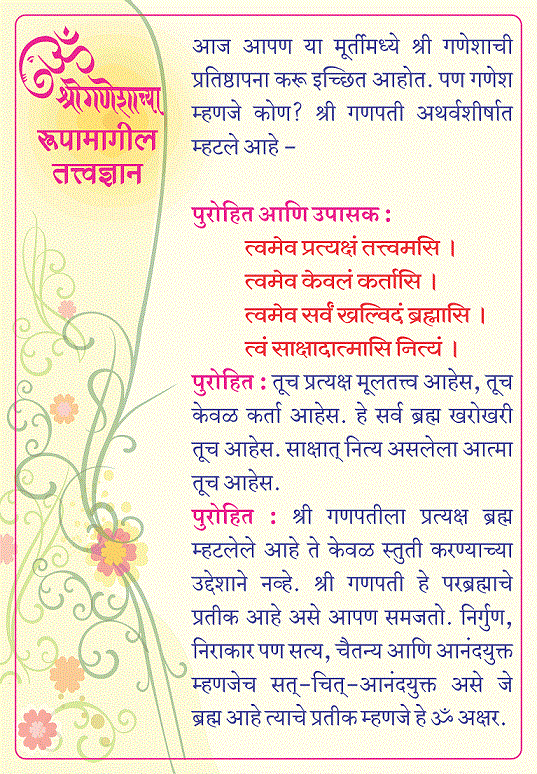 ॐ
श्रीगणेशाच्या
रूपामागील
तत्त्वज्ञान
आज आपण या मूर्तीमध्ये श्री गणेशाची
प्रतिष्ठापना करू इच्छित आहोत. पण गणेश
म्हणजे कोण? श्री गणपती अथर्वशीर्षात
म्हटले आहे –
पुरोहित आणि उपासक :
त्वमेव प्रत्यक्षं तत्त्वमसि ।
त्वमेव केवलं कर्तासि ।
त्वमेव सर्वं खल्विदं ब्रह्मासि ।
त्वं साक्षादात्मासि नित्यं ।
पुरोहित : तूच प्रत्यक्ष मूलतत्त्व आहेस, तूच
केवळ कर्ता आहेस. हे सर्व ब्रह्म खरोखरी
तूच आहेस. साक्षात् नित्य असलेला आत्मा
तूच आहेस.
पुरोहित : श्री गणपतीला प्रत्यक्ष ब्रह्म
म्हटलेले आहे ते केवळ स्तुती करण्याच्या
उद्देशाने नव्हे. श्री गणपती हे परब्रह्माचे
प्रतीक आहे असे आपण समजतो. निर्गुण,
निराकार पण सत्य, चैतन्य आणि आनंदयुक्त
म्हणजेच सत्-चित्-आनंदयुक्त असे जे
ब्रह्म आहे त्याचे प्रतीक म्हणजे हे ॐ अक्षर.